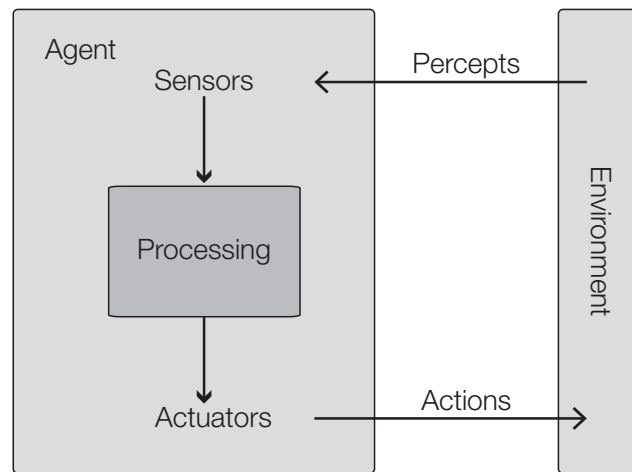 Agent
Percepts
Sensors
Processing
Environment
Actions
Actuators